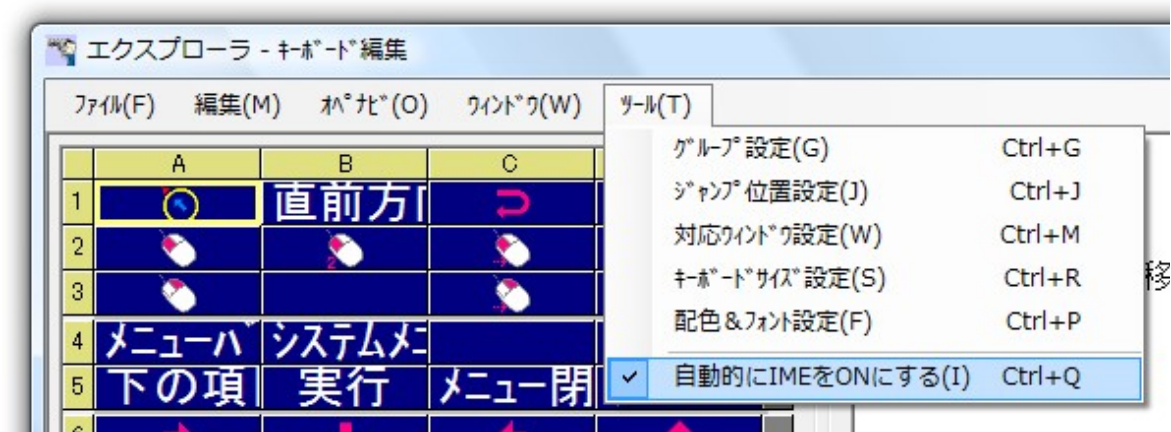 エクスプローラ - ｷｰﾎﾞｰﾄﾞ編集
ﾌｧｲﾙ(F) 編集(M) ｵﾍﾟﾅﾋﾞ(O) ｳｨﾝﾄﾞｳ(W) ﾂｰﾙ(T)
ｸﾞﾙｰﾌﾟ設定(G) Ctrl+G
ｼﾞｬﾝﾌﾟ位置設定(J) Ctrl+J
対応ｳｨﾝﾄﾞｳ設定(W) Ctrl+M
ｷｰﾎﾞｰﾄﾞｻｲｽﾞ設定(S) Ctrl+R
配色＆ﾌｫﾝﾄ設定(F) Ctrl+P
自動的にIMEをONにする(I) Ctrl+Q
A B C
1 直前方
2 2
3
4 メニューバ システムメニ
5 下の項 実行 メニュー閉
移